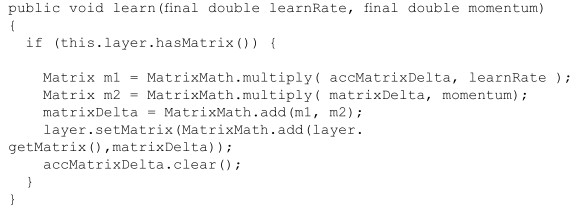 public void learn(final double learnRate, final double momentum)
{
if (this.layer.hasMatrix()) {
Matrix m1 = MatrixMath.multiply( accMatrixDelta, learnRate );
Matrix m2 = MatrixMath.multiply( matrixDelta, momentum);
matrixDelta = MatrixMath.add(m1, m2);
layer.setMatrix(MatrixMath.add(layer.
getMatrix(),matrixDelta));
accMatrixDelta.clear();
}
}